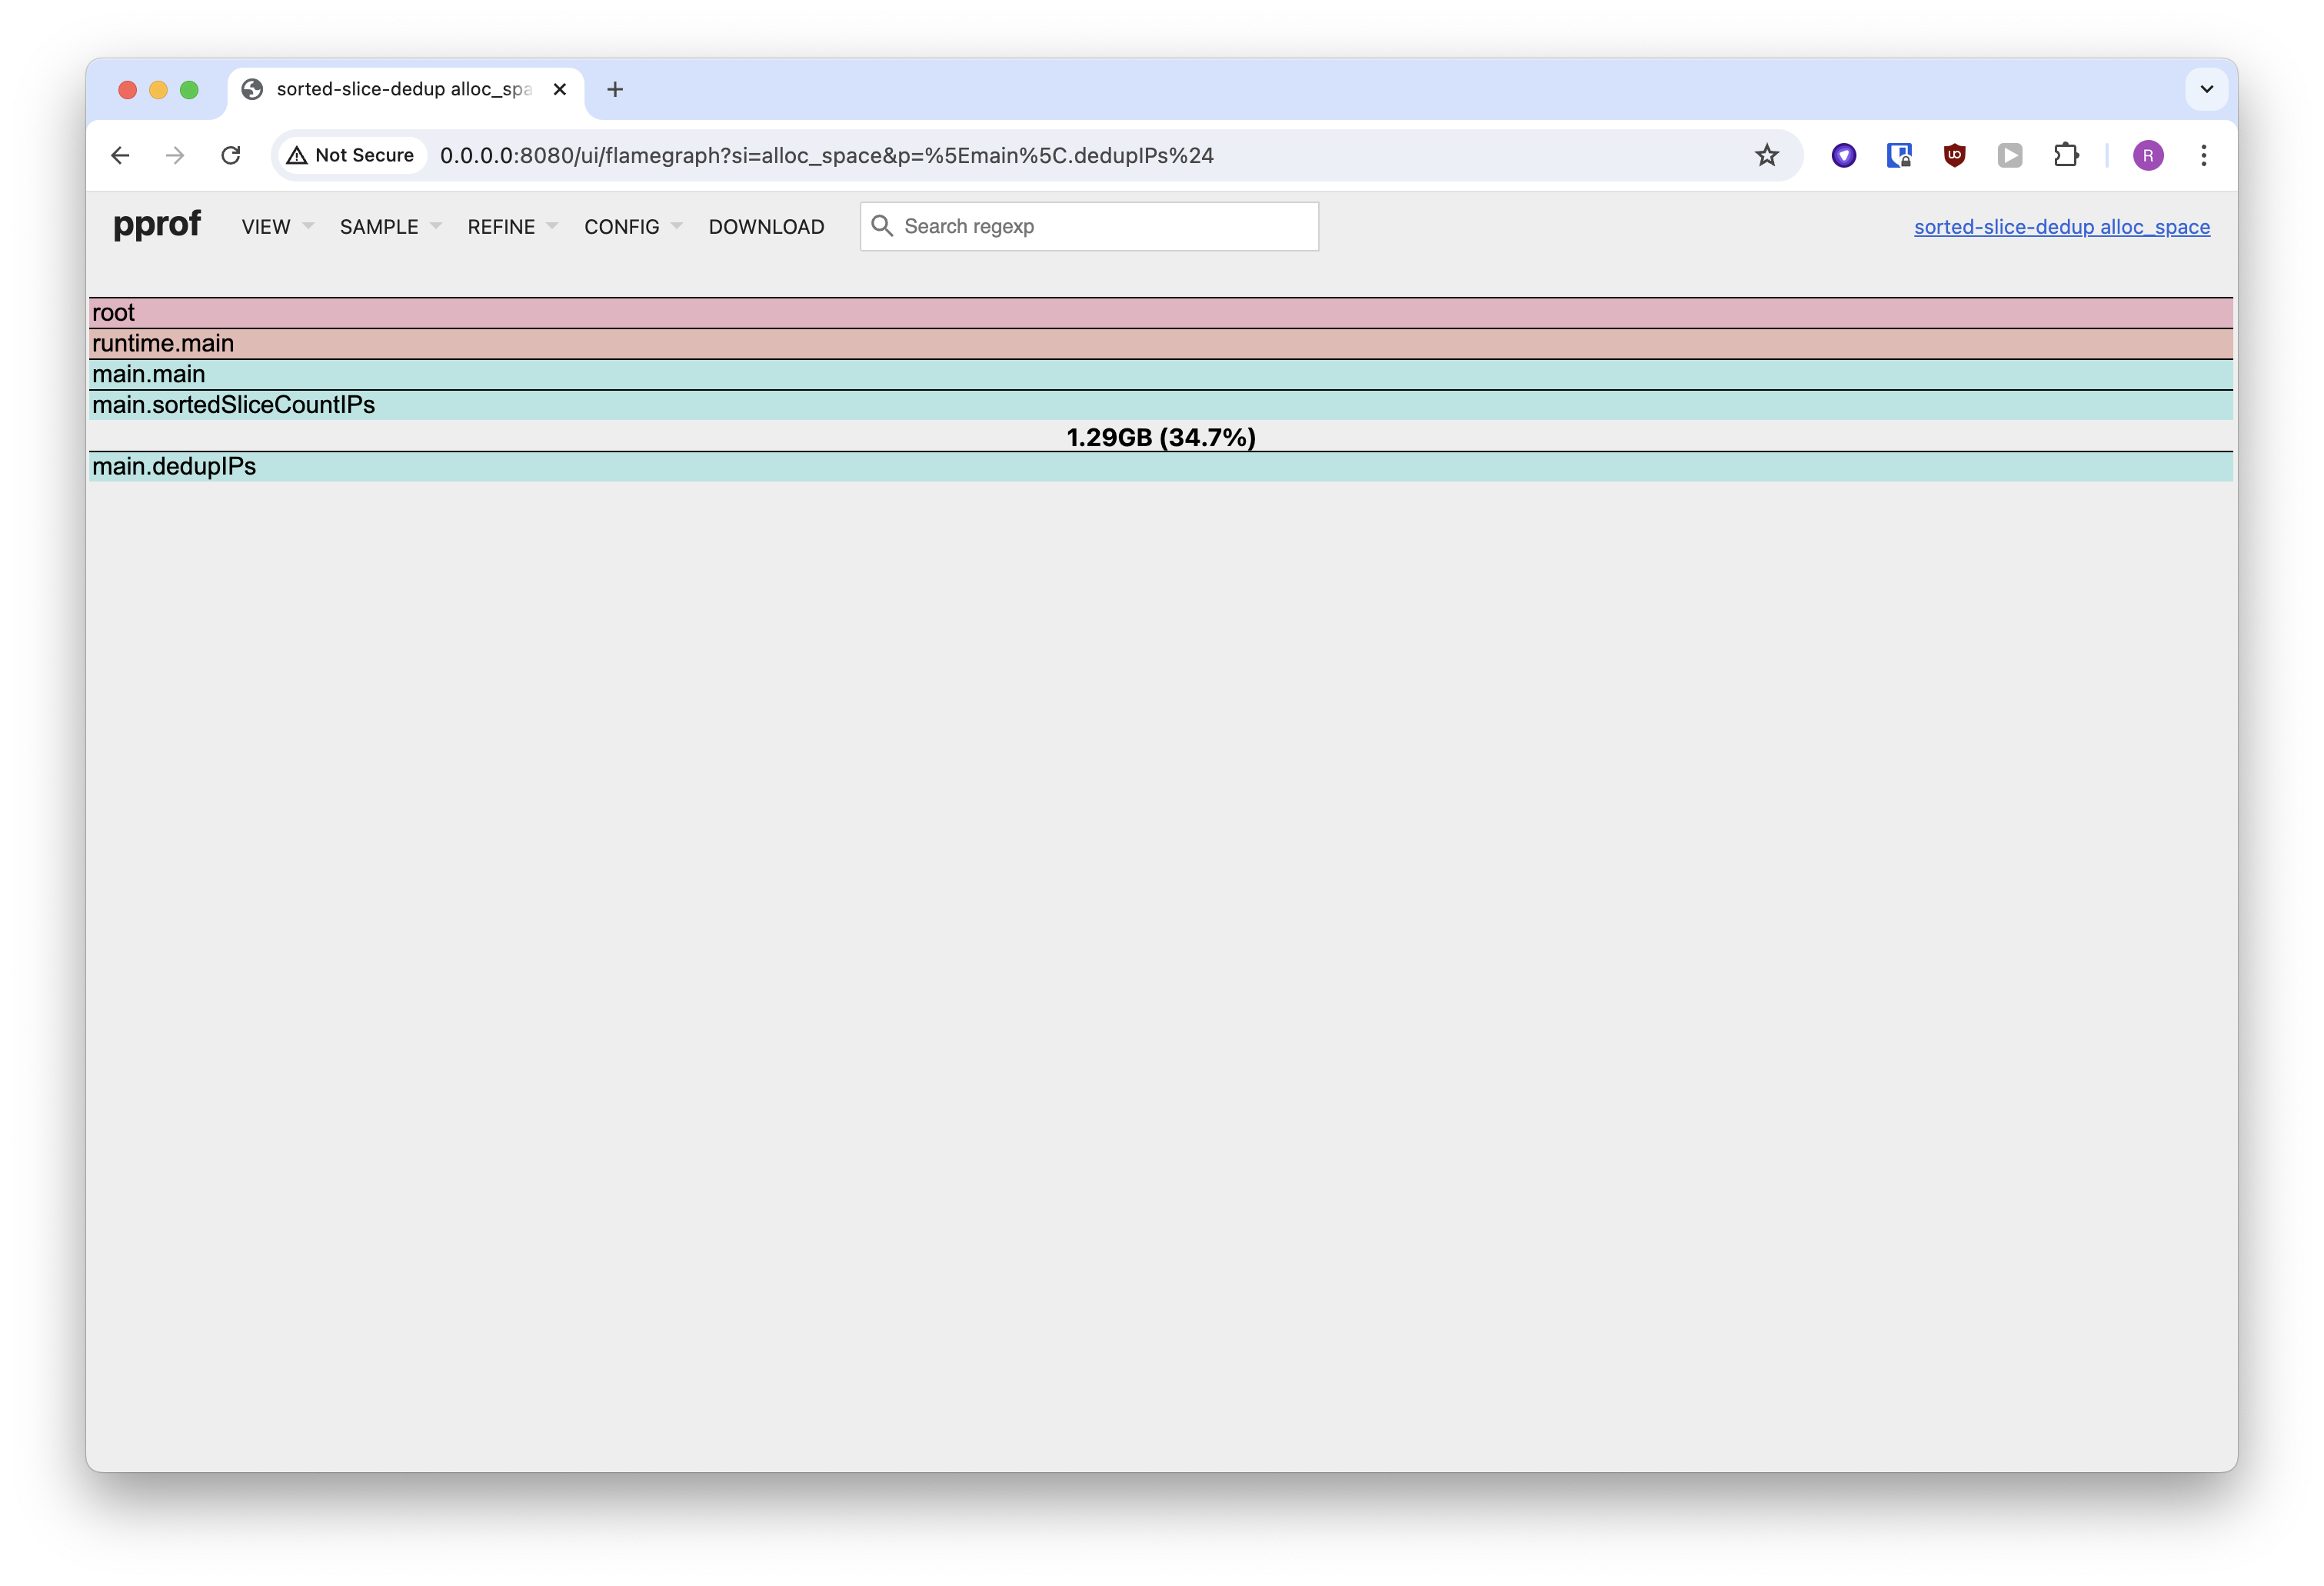 sorted-slice-dedup alloc_spa
Not Secure 0.0.0.0:8080/ui/flamegraph?si=alloc_space&p=%5Emain%5C.dedupIPs%24
R
pprof VIEW SAMPLE REFINE CONFIG DOWNLOAD Search regexp sorted-slice-dedup alloc_space
root
runtime.main
main.main
main.sortedSliceCountIPs
1.29GB (34.7%)
main.dedupIPs